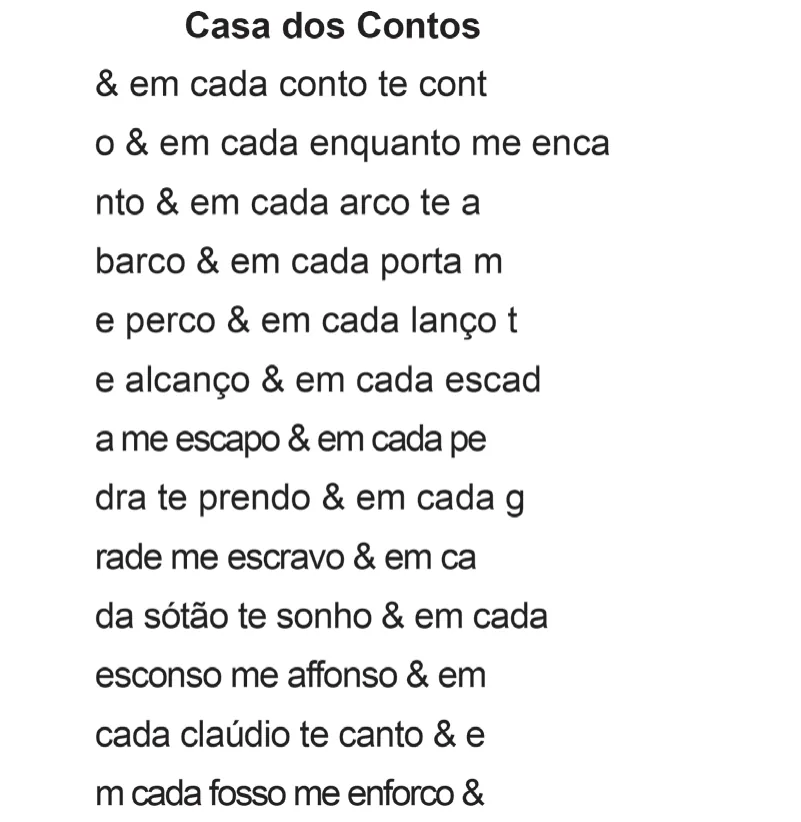 Casa dos Contos
& em cada conto te cont
o & em cada enquanto me enca
nto & em cada arco te a
barco & em cada porta m
e perco & em cada lanço t
e alcanço & em cada escad
a me escapo & em cada pe
dra te prendo & em cada g
rade me escravo & em ca
da sótão te sonho & em cada
esconso me affonso & em
cada claúdio te canto & e
m cada fosso me enforco &